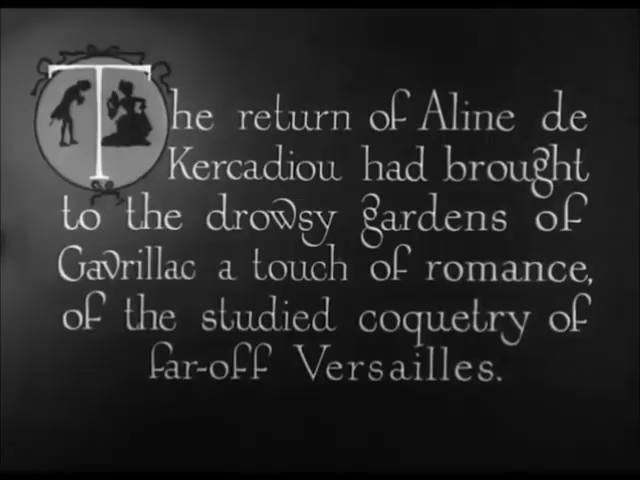 The return of Aline de
Kercadiou had brought
to the drowsy gardens of
Gavrillac a touch of romance,
of the studied coquetry of
far-off Versailles.